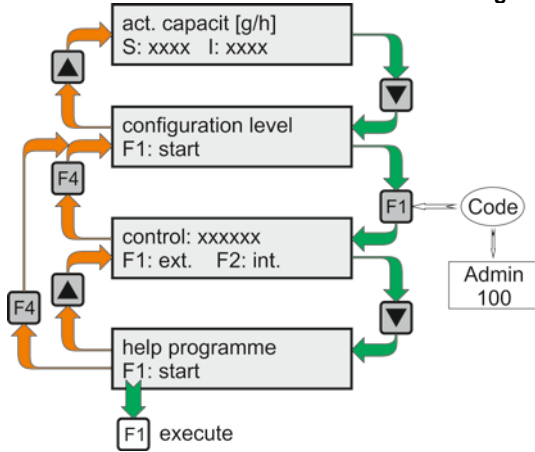 g
act. capacit [g/h]
S: xxxx I: xxxx
configuration level
F1: start
F4
F1
Code
Admin
100
control: xxxxxx
F1: ext. F2: int.
F4
help programme
F1: start
F1 execute